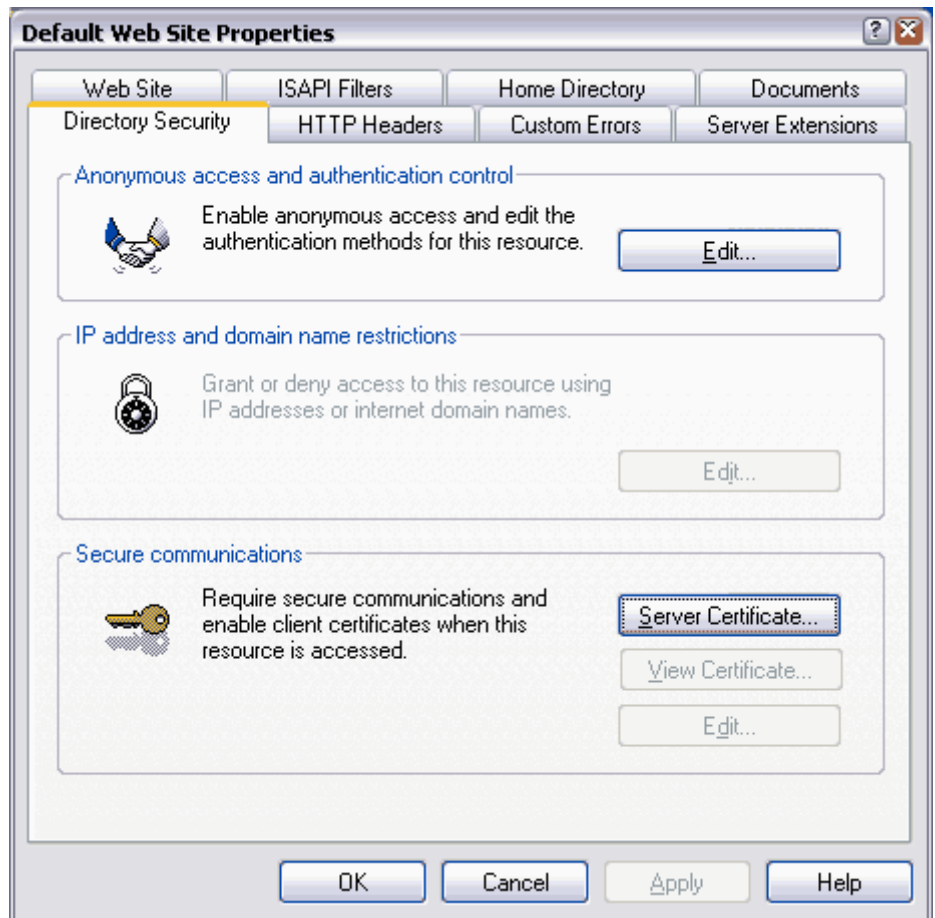 Default Web Site Properties
Web Site
ISAPI Filters
Home Directory
Documents
Directory Security
HTTP Headers
Custom Errors
Server Extensions
Anonymous access and authentication control
Enable anonymous access and edit the
authentication methods for this resource.
Edit...
IP address and domain name restrictions
Grant or deny access to this resource using
IP addresses or internet domain names.
Edit...
Secure communications
Require secure communications and
enable client certificates when this
resource is accessed.
Server Certificate...
View Certificate...
Edit...
OK
Cancel
Apply
Help